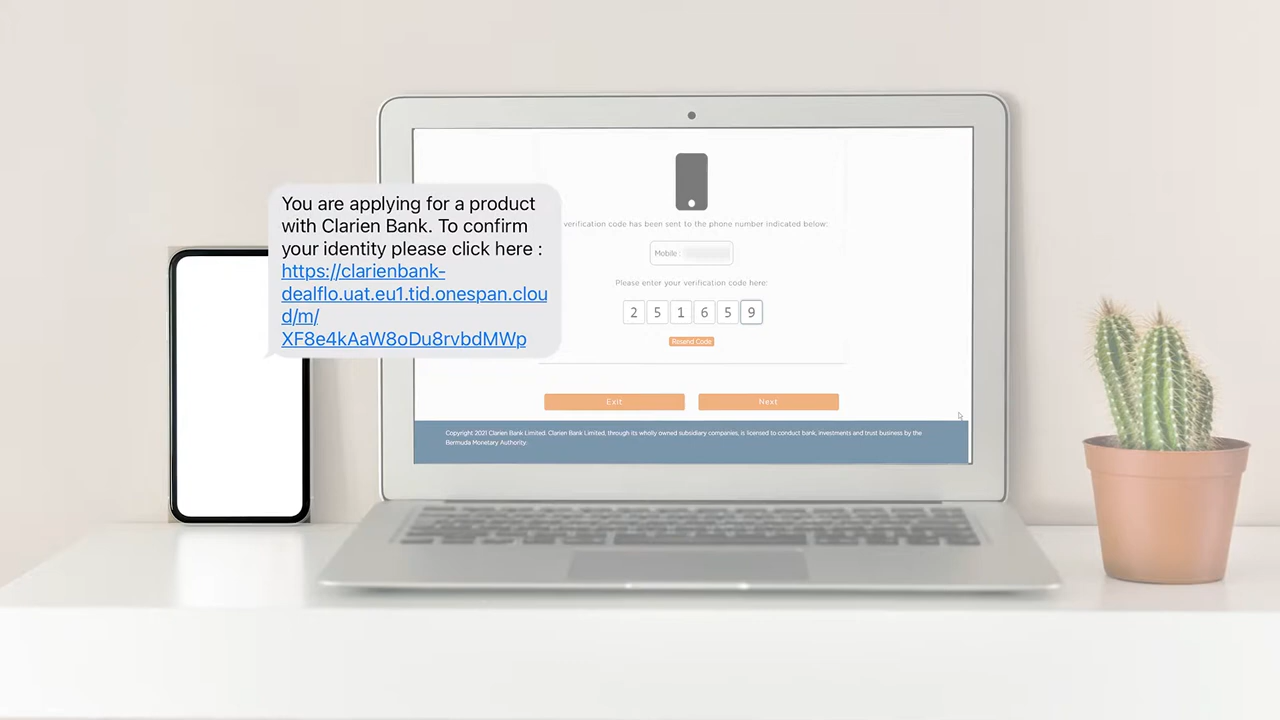 You are applying for a product
with Clarien Bank. To confirm
your identity please click here :
https://clarienbank-
dealflo.uat.eu1.tid.onespan.clou
d/m/
XF8e4kAaW8oDu8rvbdMWp
verification code has been sent to the phone number indicated below:
Mobile :
Please enter your verification code here:
2 5 1 6 5 9
Resend Code
Exit
Next
Copyright 2021 Clarien Bank Limited. Clarien Bank Limited, through its wholly owned subsidiary companies, is licensed to conduct bank, investments and trust business by the
Bermuda Monetary Authority.